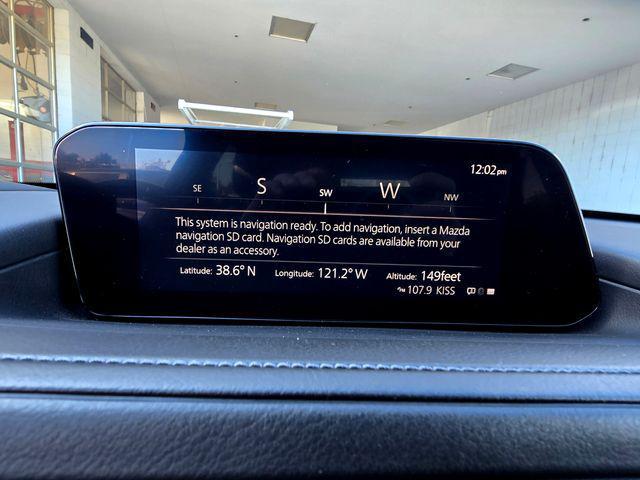 12:02pm
SE S SW W NW
This system is navigation ready. To add navigation, insert a Mazda
navigation SD card. Navigation SD cards are available from your
dealer as an accessory.
Latitude: 38.6° N Longitude: 121.2° W Altitude: 149feet
107.9 KISS